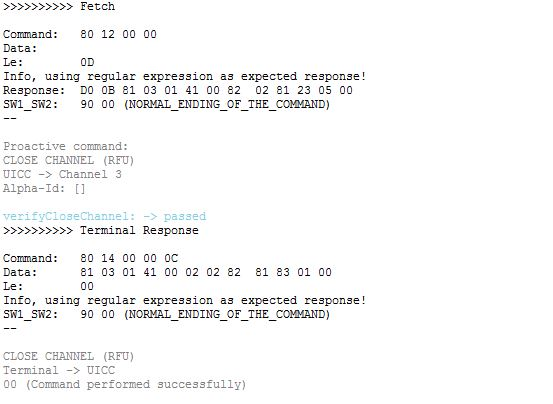 >>>>>>>>>> Fetch
Command: 80 12 00 00
Data:
Le: 0D
Info, using regular expression as expected response!
Response: D0 0B 81 03 01 41 00 82 02 81 23 05 00
SW1_SW2: 90 00 (NORMAL_ENDING_OF_THE_COMMAND)
--
Proactive command:
CLOSE CHANNEL (RFU)
UICC -> Channel 3
Alpha-Id: []
verifyCloseChannel: -> passed
>>>>>>>>>> Terminal Response
Command: 80 14 00 00 0C
Data: 81 03 01 41 00 02 02 82 81 83 01 00
Le: 00
Info, using regular expression as expected response!
SW1_SW2: 90 00 (NORMAL_ENDING_OF_THE_COMMAND)
--
CLOSE CHANNEL (RFU)
Terminal -> UICC
00 (Command performed successfully)